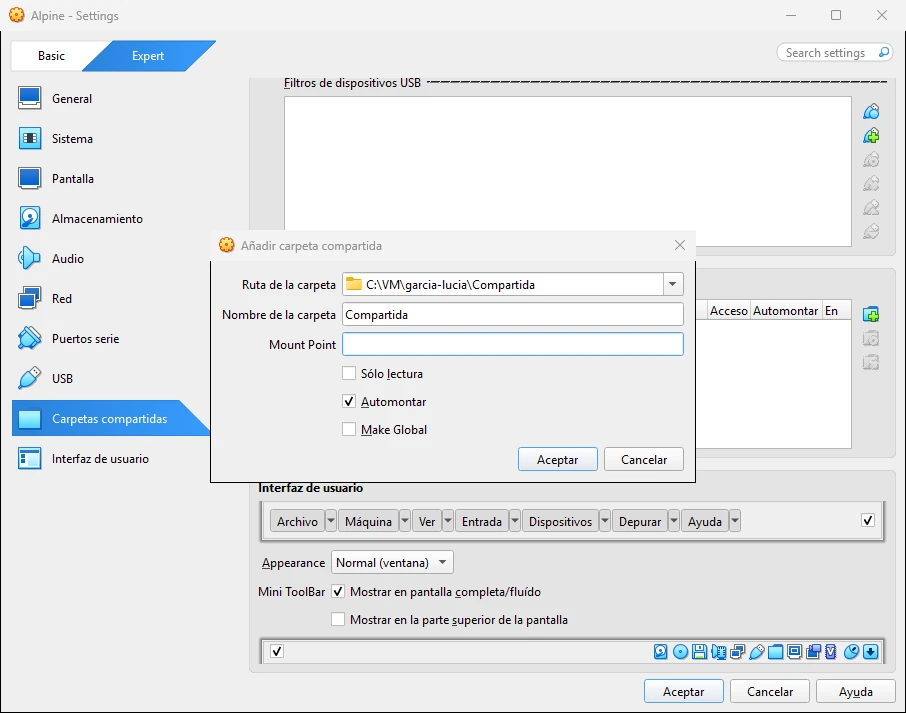 Alpine - Settings
Basic
Expert
Search settings
General
Sistema
Pantalla
Almacenamiento
Audio
Red
Puertos serie
USB
Carpetas compartidas
Interfaz de usuario
Filtros de dispositivos USB
Añadir carpeta compartida
Ruta de la carpeta C:\VM\garcia-lucia\Compartida
Nombre de la carpeta Compartida
Mount Point
Sólo lectura
Automontar
Make Global
Aceptar Cancelar
Acceso Automontar En
Interfaz de usuario
Archivo Máquina Ver Entrada Dispositivos Depurar Ayuda
Appearance Normal (ventana)
Mini ToolBar Mostrar en pantalla completa/fluído
Mostrar en la parte superior de la pantalla
Aceptar Cancelar Ayuda